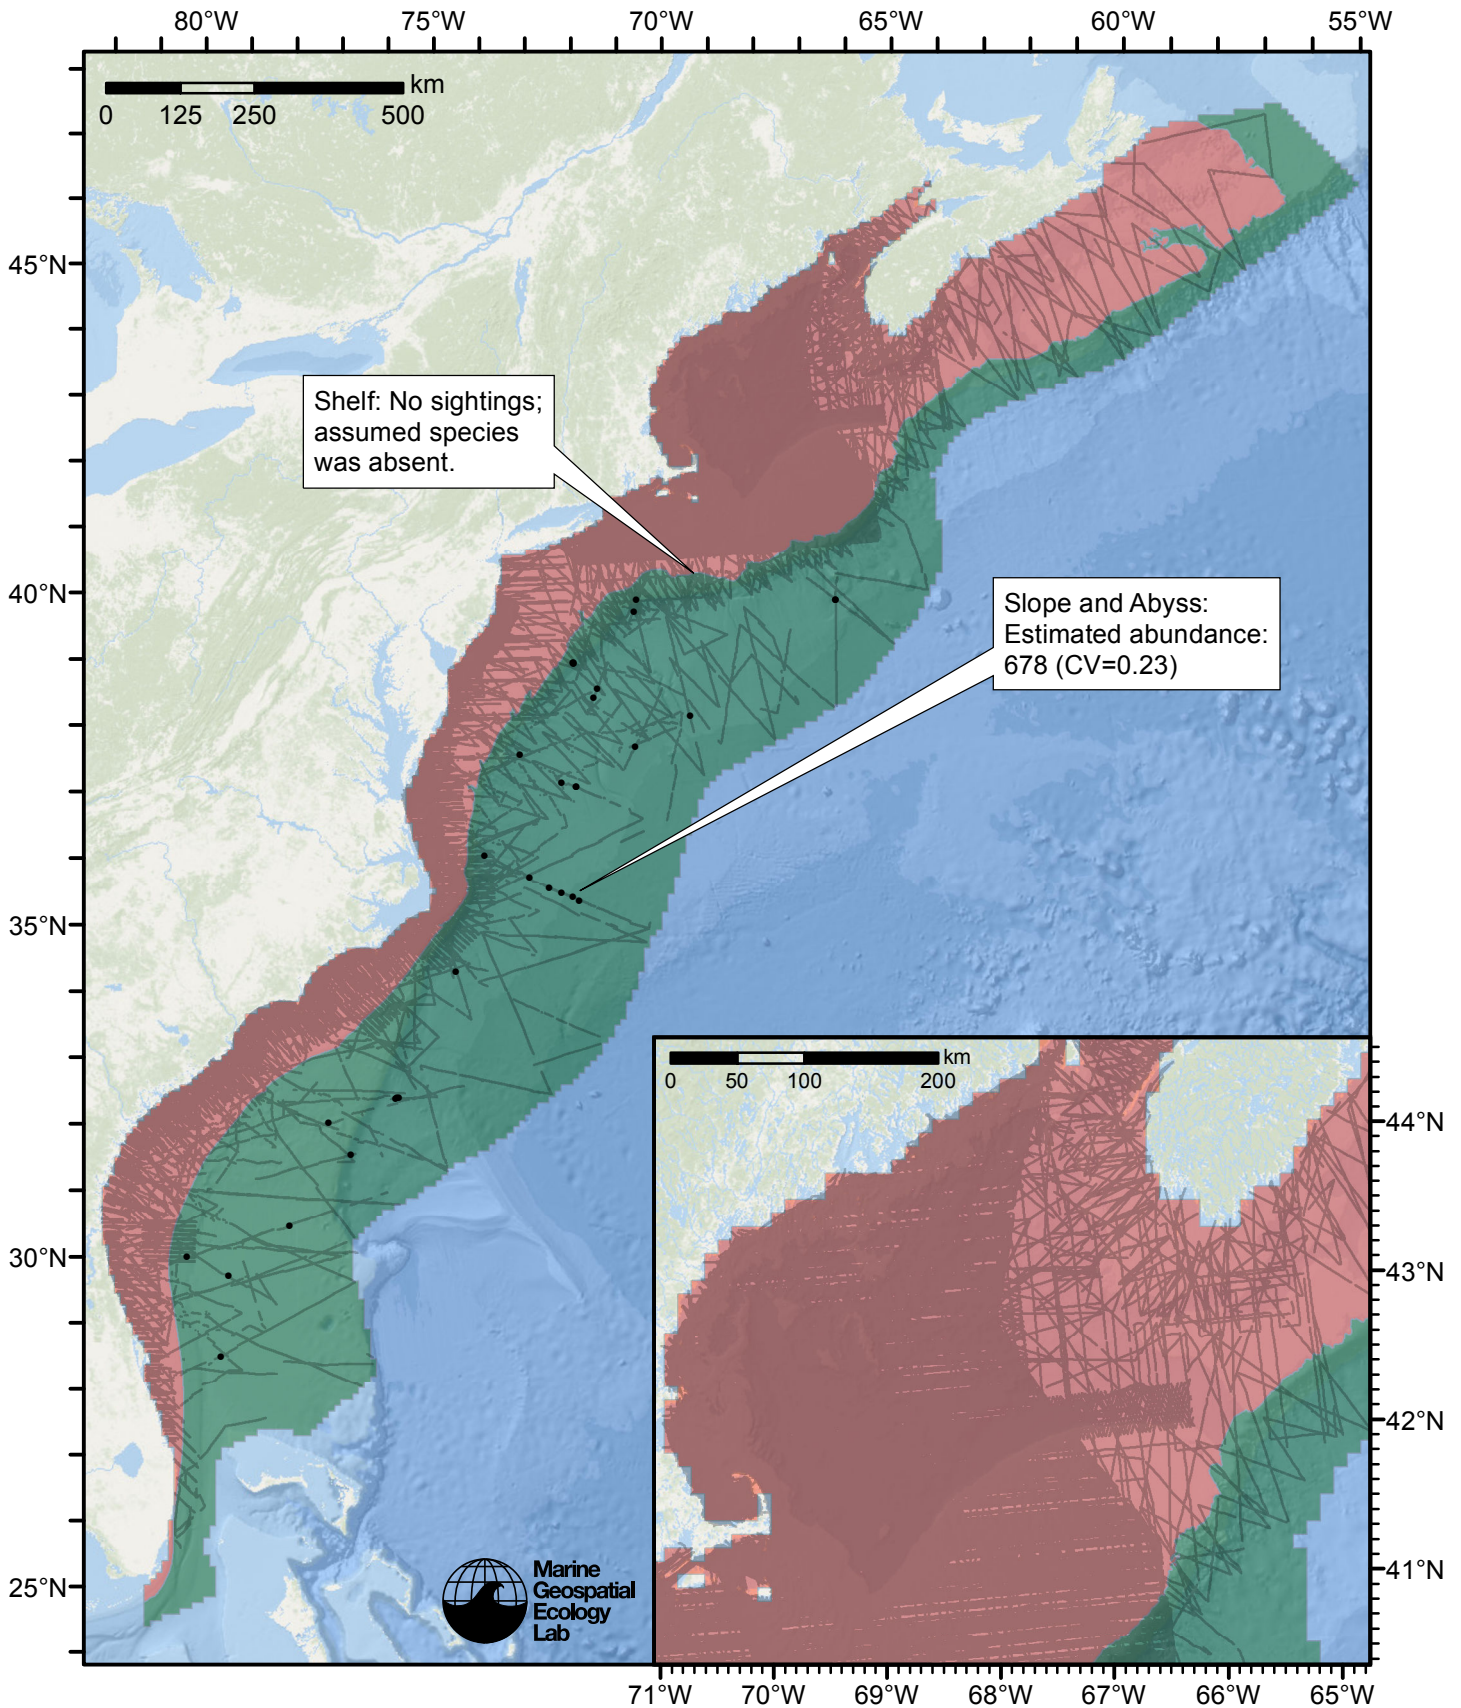 80°W 75°W 70°W 65°W 60°W 55°W
km
0 125 250 500
45°N
Shelf: No sightings;
assumed species
was absent.
40°N
Slope and Abyss:
Estimated abundance:
678 (CV=0.23)
35°N
km
0 50 100 200
44°N
30°N
43°N
42°N
Marine
Geospatial
Ecology
Lab
25°N
41°N
71°W 70°W 69°W 68°W 67°W 66°W 65°W